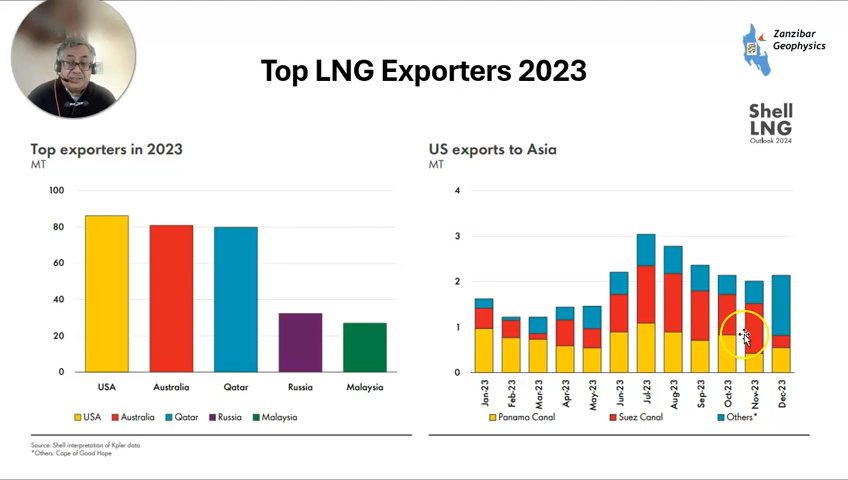 Zanzibar
Geophysics
Top LNG Exporters 2023
Shell
LNG
Outlook 2024
Top exporters in 2023
MT
100
80
60
40
20
0
USA Australia Qatar Russia Malaysia
USA Australia Qatar Russia Malaysia
Source: Shell interpretation of Kpler data
*Others: Cape of Good Hope
US exports to Asia
MT
4
3
2
1
0
Jan-23 Feb-23 Mar-23 Apr-23 May-23 Jun-23 Jul-23 Aug-23 Sep-23 Oct-23 Nov-23 Dec-23
Panama Canal Suez Canal Others*